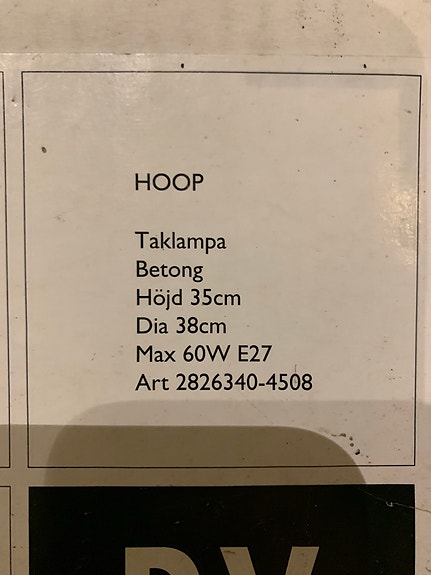 HOOP
Taklampa
Betong
Höjd 35cm
Dia 38cm
Max 60W E27
Art 2826340-4508